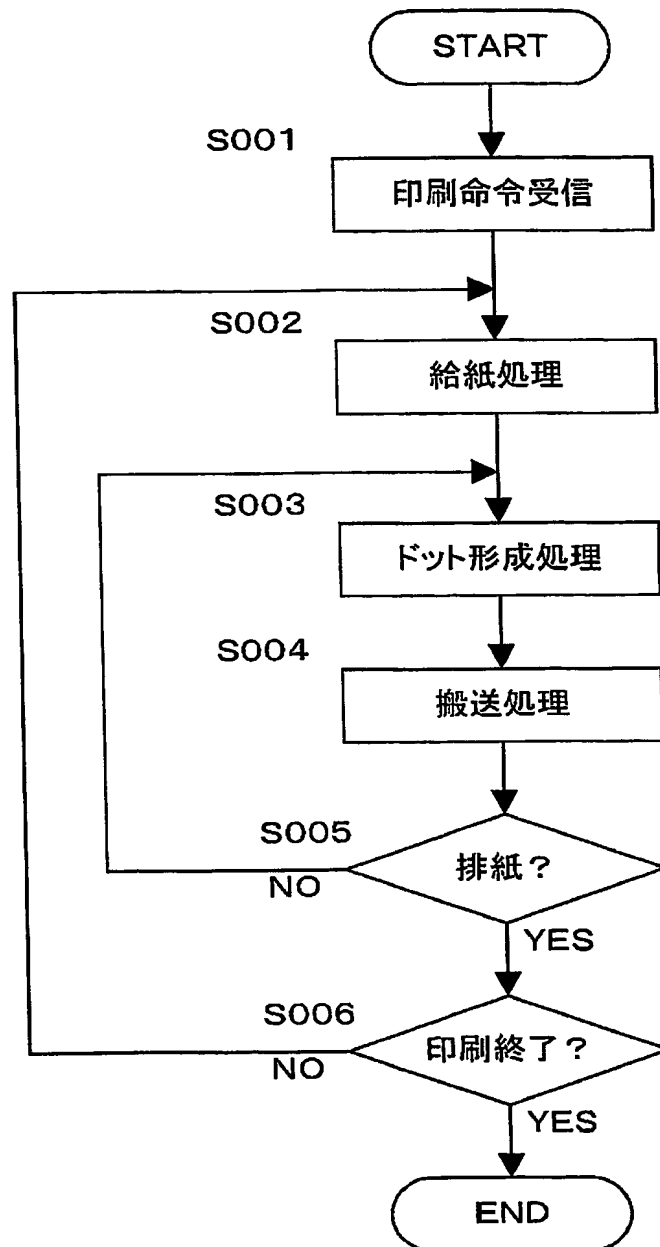 START
S001
印刷命令受信
S002
給紙処理
S003
ドット形成処理
S004
搬送処理
S005
排紙？
NO
YES
S006
印刷終了？
NO
YES
END